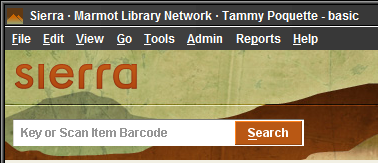 Sierra · Marmot Library Network · Tammy Poquette - basic
File Edit View Go Tools Admin Reports Help
sierra
Key or Scan Item Barcode Search